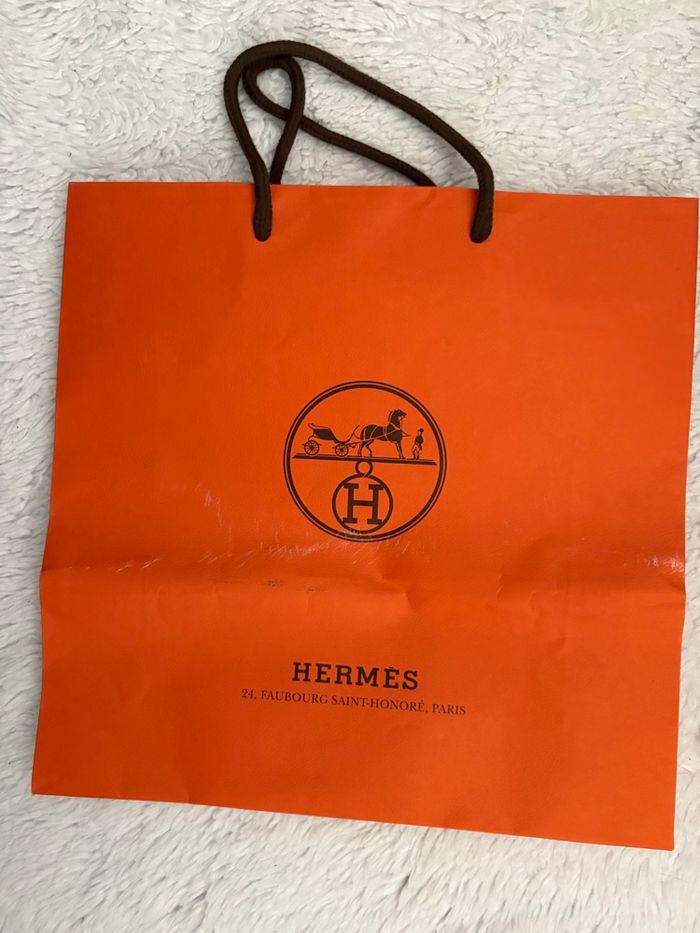 H
HERMÈS
24, FAUBOURG SAINT-HONORÉ, PARIS